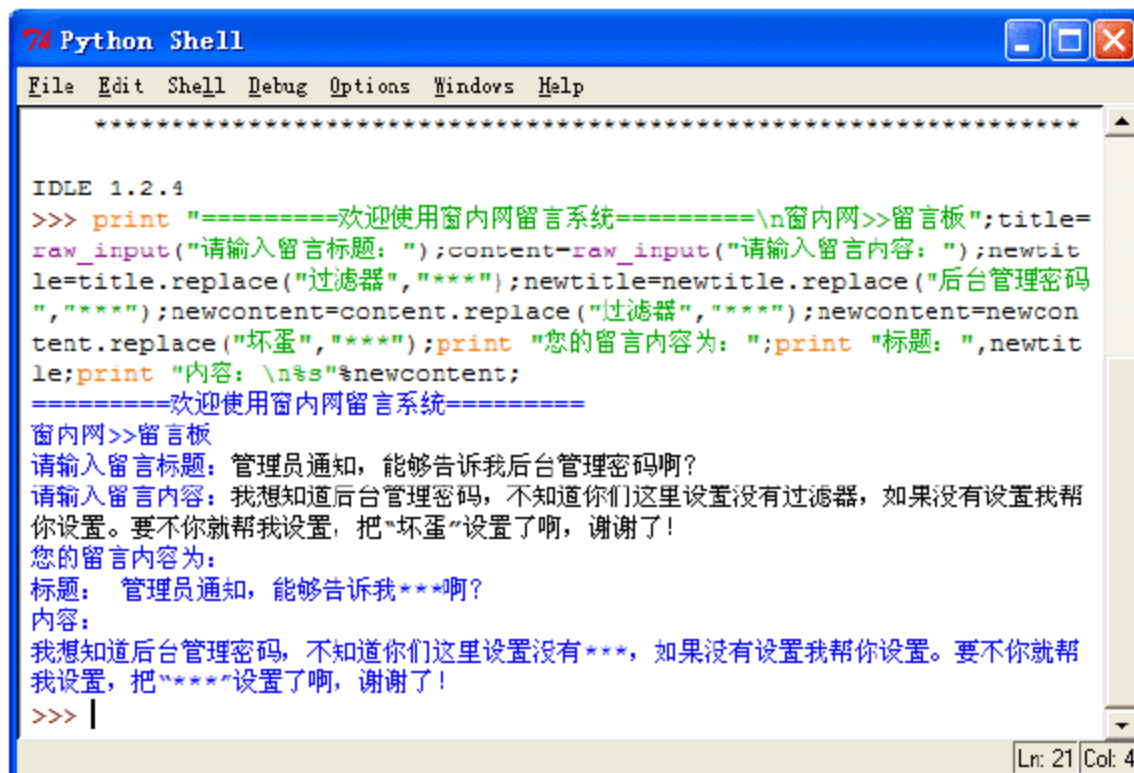 Python Shell
File Edit Shell Debug Options Windows Help
****************************************************************
IDLE 1.2.4
>>> print "=========欢迎使用窗内网留言系统=========\n窗内网>>留言板";title=
raw_input("请输入留言标题：");content=raw_input("请输入留言内容：");newtit
le=title.replace("过滤器","***");newtitle=newtitle.replace("后台管理密码
","***");newcontent=content.replace("过滤器","***");newcontent=newcon
tent.replace("坏蛋","***");print "您的留言内容为：";print "标题：",newtit
le;print "内容：\n%s"%newcontent;
=========欢迎使用窗内网留言系统=========
窗内网>>留言板
请输入留言标题：管理员通知，能够告诉我后台管理密码啊？
请输入留言内容：我想知道后台管理密码，不知道你们这里设置没有过滤器，如果没有设置我帮
你设置。要不你就帮我设置，把“坏蛋”设置了啊，谢谢了！
您的留言内容为：
标题： 管理员通知，能够告诉我***啊？
内容：
我想知道后台管理密码，不知道你们这里设置没有***，如果没有设置我帮你设置。要不你就帮
我设置，把“***”设置了啊，谢谢了！
>>>
Ln: 21 Col: 4